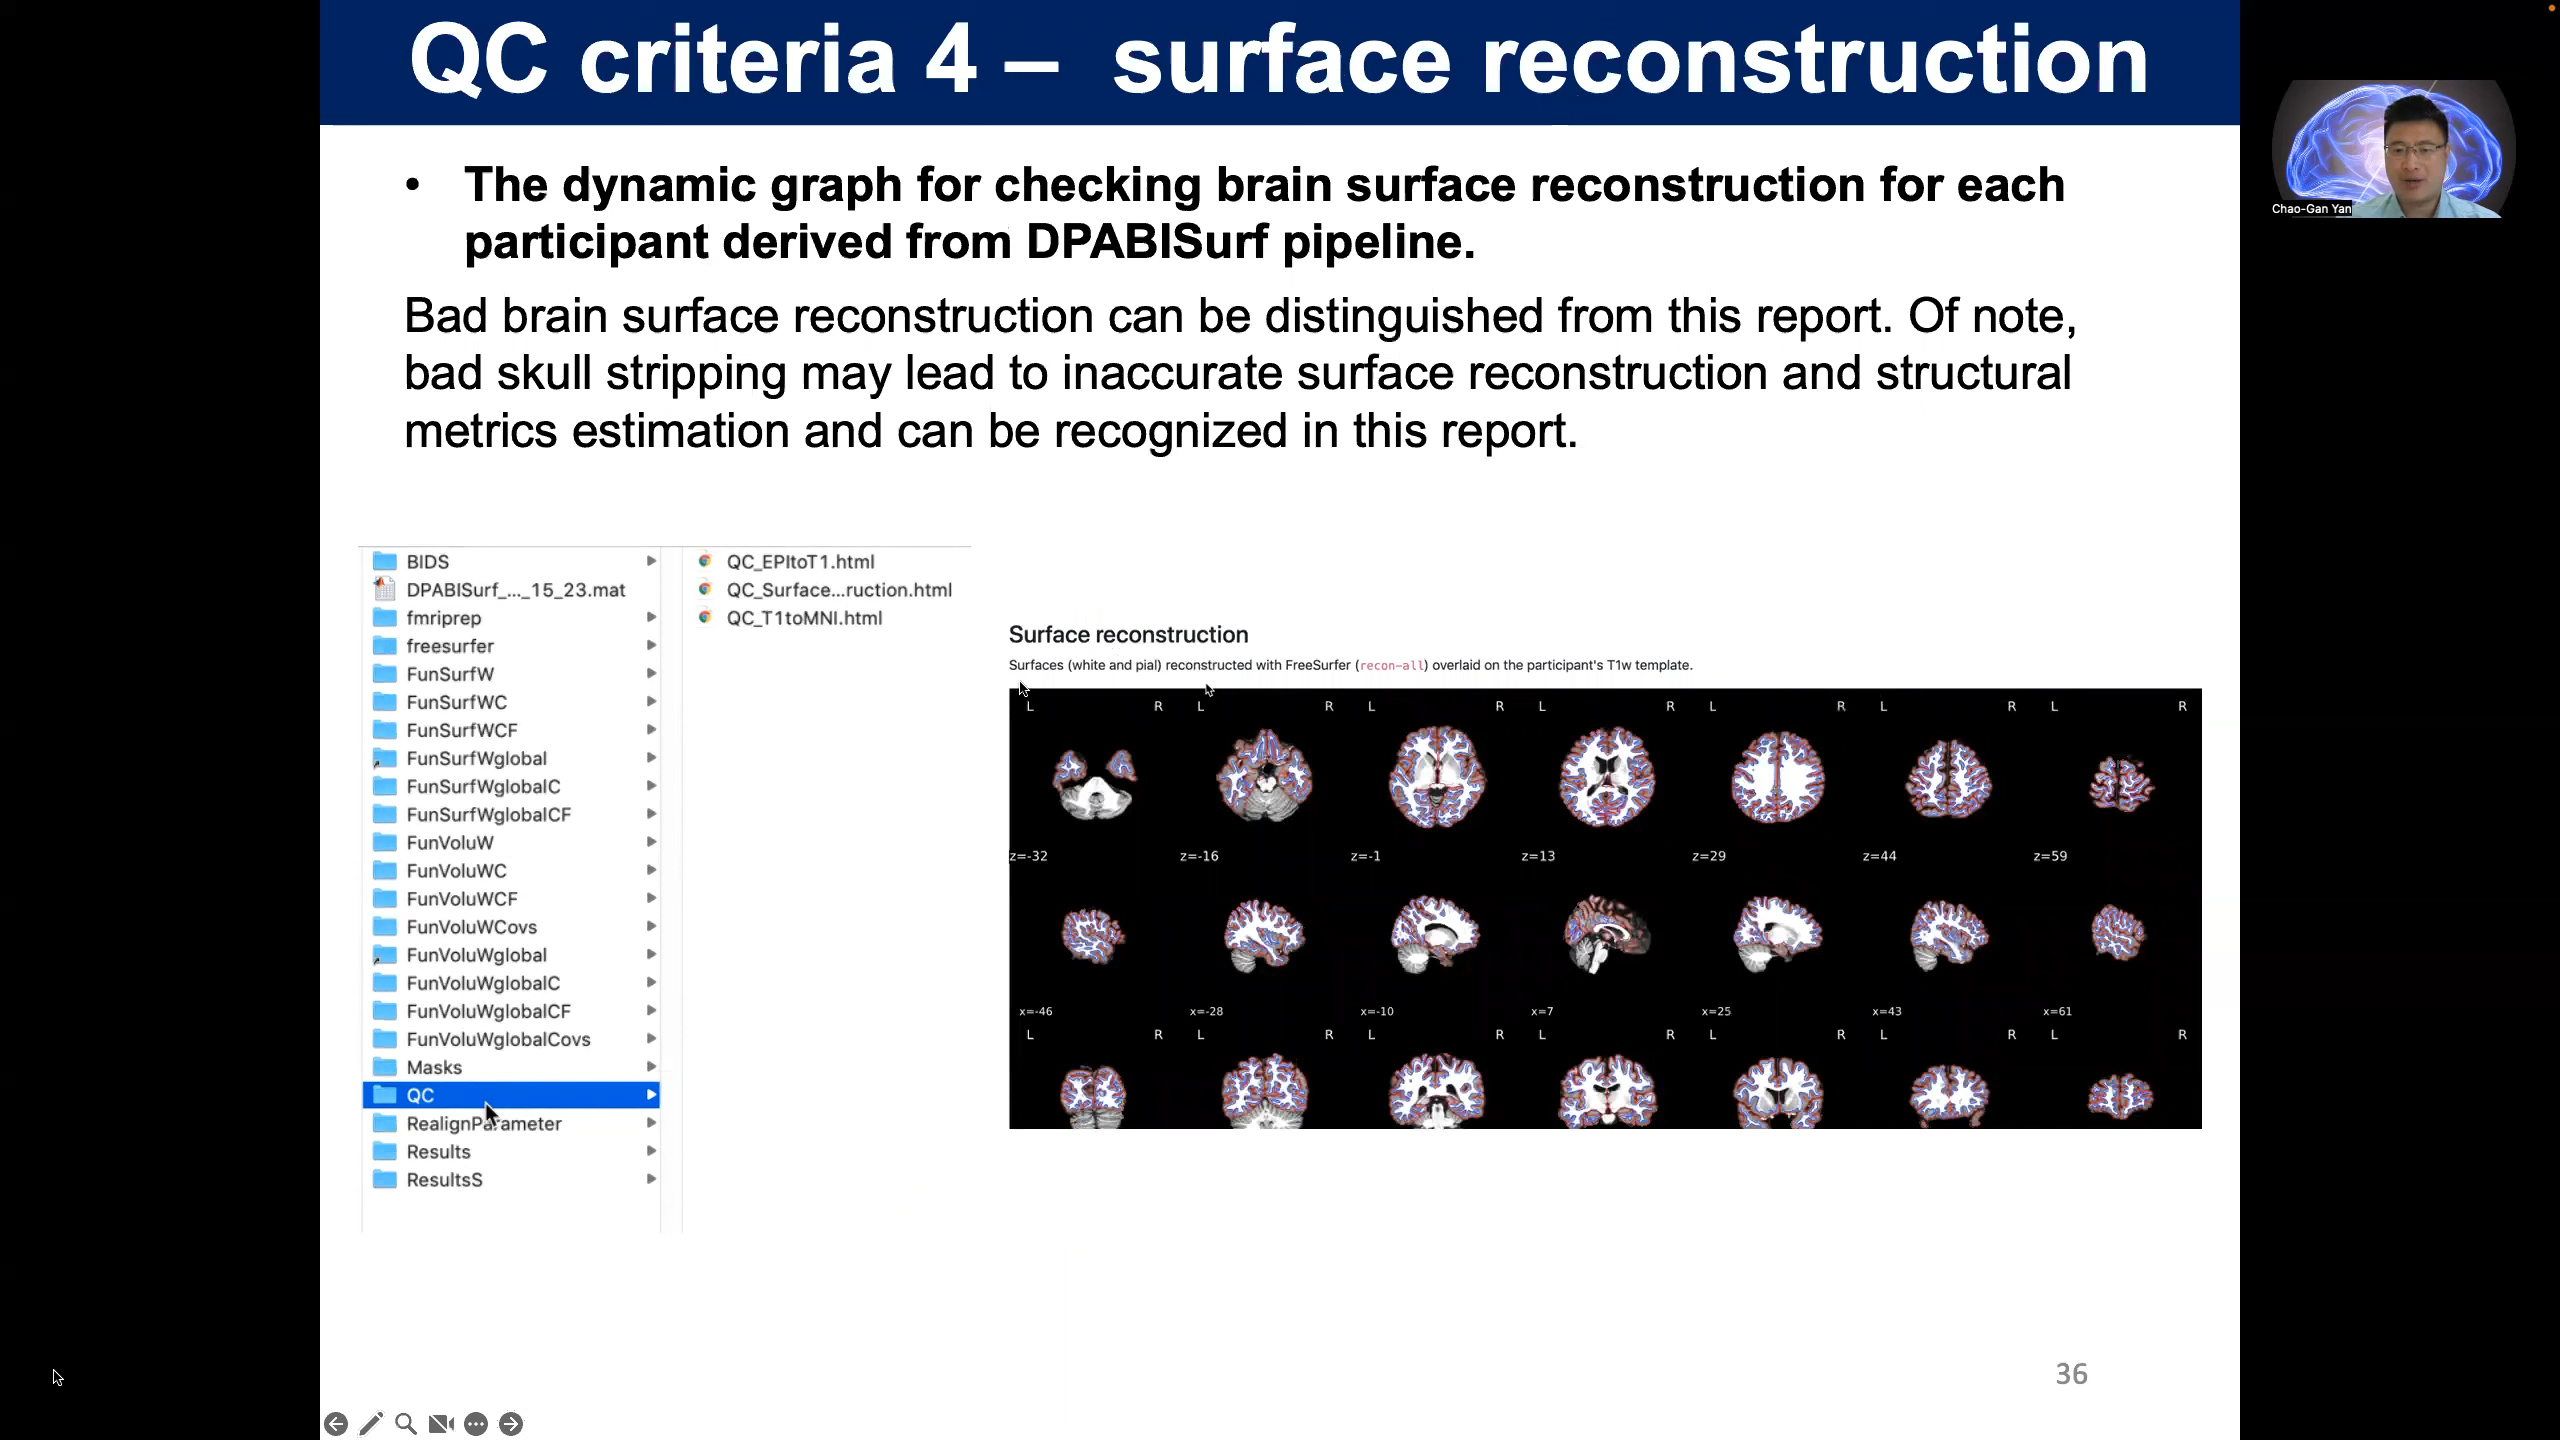 QC criteria 4 – surface reconstruction
• The dynamic graph for checking brain surface reconstruction for each
participant derived from DPABISurf pipeline.
Bad brain surface reconstruction can be distinguished from this report. Of note,
bad skull stripping may lead to inaccurate surface reconstruction and structural
metrics estimation and can be recognized in this report.
Chao-Gan Yan
BIDS
DPABISurf_..._15_23.mat
fmriprep
freesurfer
FunSurfW
FunSurfWC
FunSurfWCF
FunSurfWglobal
FunSurfWglobalC
FunSurfWglobalCF
FunVoluW
FunVoluWC
FunVoluWCF
FunVoluWCovs
FunVoluWglobal
FunVoluWglobalC
FunVoluWglobalCF
FunVoluWglobalCovs
Masks
QC
RealignParameter
Results
ResultsS
QC_EPItoT1.html
QC_Surface...ruction.html
QC_T1toMNI.html
Surface reconstruction
Surfaces (white and pial) reconstructed with FreeSurfer (recon-all) overlaid on the participant's T1w template.
L R L R L R L R L R L R L R
z=-32 z=-16 z=-1 z=13 z=29 z=44 z=59
x=-46 x=-28 x=-10 x=7 x=25 x=43 x=61
L R L R L R L R L R L R L R
36